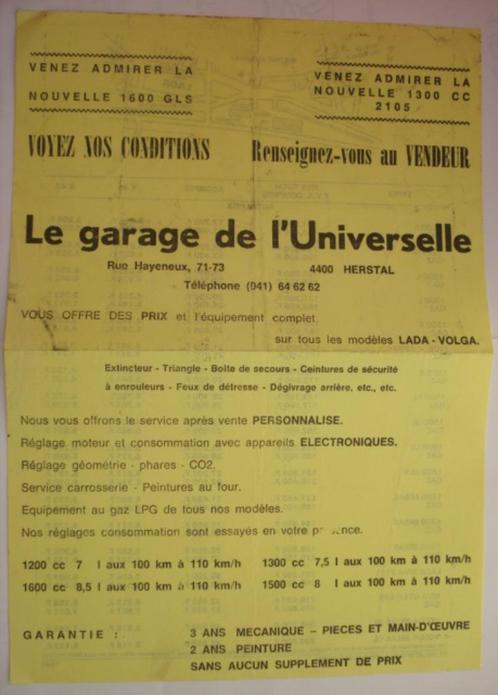 VENEZ ADMIRER LA
NOUVELLE 1600 GLS
VENEZ ADMIRER LA
NOUVELLE 1300 CC
2105
VOYEZ NOS CONDITIONS
Renseignez-vous au VENDEUR
Le garage de l'Universelle
Rue Hayeneux, 71-73 4400 HERSTAL
Téléphone (041) 64 62 62
VOUS OFFRE DES PRIX et l'équipement complet
sur tous les modèles LADA - VOLGA.
Extincteur - Triangle - Boîte de secours - Ceintures de sécurité
à enrouleurs - Feux de détresse - Dégivrage arrière, etc., etc.
Nous vous offrons le service après vente PERSONNALISE.
Réglage moteur et consommation avec appareils ELECTRONIQUES.
Réglage géométrie - phares - CO2.
Service carrosserie - Peintures au four.
Equipement au gaz LPG de tous nos modèles.
Nos réglages consommation sont essayés en votre
1200 cc 7 l aux 100 km à 110 km/h 1300 cc 7,5 l aux 100 km à 110 km/h
1600 cc 8,5 l aux 100 km à 110 km/h 1500 cc 8 l aux 100 km à 110 km/h
GARANTIE : 3 ANS MECANIQUE – PIECES ET MAIN-D'ŒUVRE
2 ANS PEINTURE
SANS AUCUN SUPPLEMENT DE PRIX